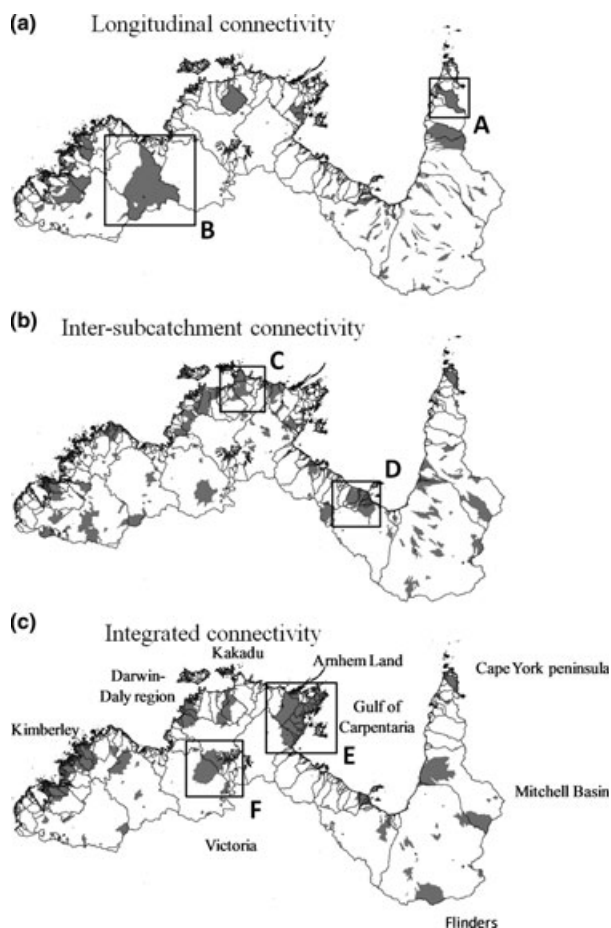 (a) Longitudinal connectivity
A
B
(b) Inter-subcatchment connectivity
C
D
(c) Integrated connectivity
Kakadu
Arnhem Land
Cape York peninsula
Darwin-
Daly region
Gulf of
Carpentaria
Kimberley
E
F
Mitchell Basin
Victoria
Flinders